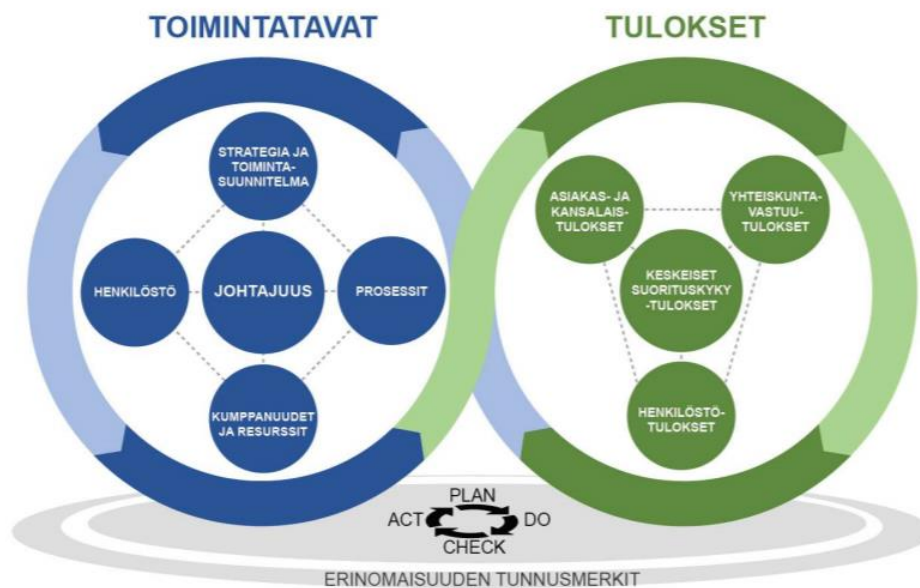 TOIMINTATAVAT
TULOKSET
STRATEGIA JA
TOIMINTA-
SUUNNITELMA
HENKILÖSTÖ
JOHTAJUUS
PROSESSIT
KUMPPANUUDET
JA RESURSSIT
ASIAKAS- JA
KANSALAIS-
TULOKSET
YHTEISKUNTA-
VASTUU-
TULOKSET
KESKEISET
SUORITUSKYKY
-TULOKSET
HENKILÖSTÖ-
TULOKSET
PLAN
ACT DO
CHECK
ERINOMAISUUDEN TUNNUSMERKIT